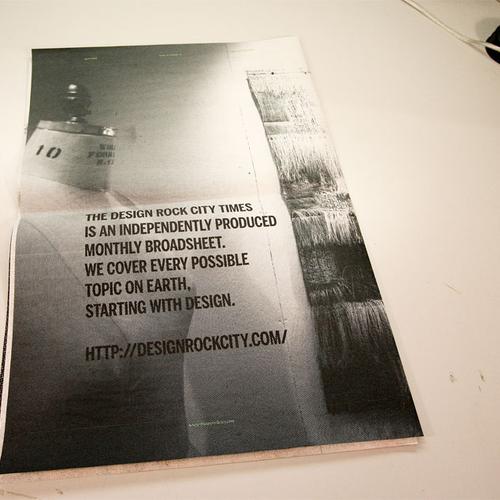 10
THE DESIGN ROCK CITY TIMES
IS AN INDEPENDENTLY PRODUCED
MONTHLY BROADSHEET.
WE COVER EVERY POSSIBLE
TOPIC ON EARTH,
STARTING WITH DESIGN.
HTTP://DESIGNROCKCITY.COM/